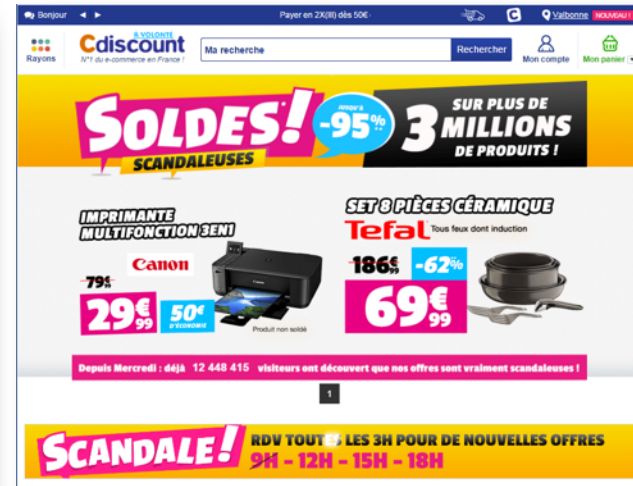 Bonjour
Payer en 2X(III) dès 50€
Valbonne NOUVEAU !
Rayons
À VOLONTÉ
Cdiscount
N°1 du e-commerce en France !
Ma recherche
Rechercher
Mon compte
Mon panier
SOLDES!*
SCANDALEUSES
JUSQU'À
-95%
3 MILLIONS
SUR PLUS DE
DE PRODUITS !
IMPRIMANTE
MULTIFONCTION 3EN1
Canon
79€
29€99
50€
D'ÉCONOMIE
Produit non soldé
SET 8 PIÈCES CÉRAMIQUE
Tefal Tous feux dont induction
186€ -62%
69€99
Depuis Mercredi : déjà 12 448 415 visiteurs ont découvert que nos offres sont vraiment scandaleuses !
1
SCANDALE!
RDV TOUTES LES 3H POUR DE NOUVELLES OFFRES
9H - 12H - 15H - 18H